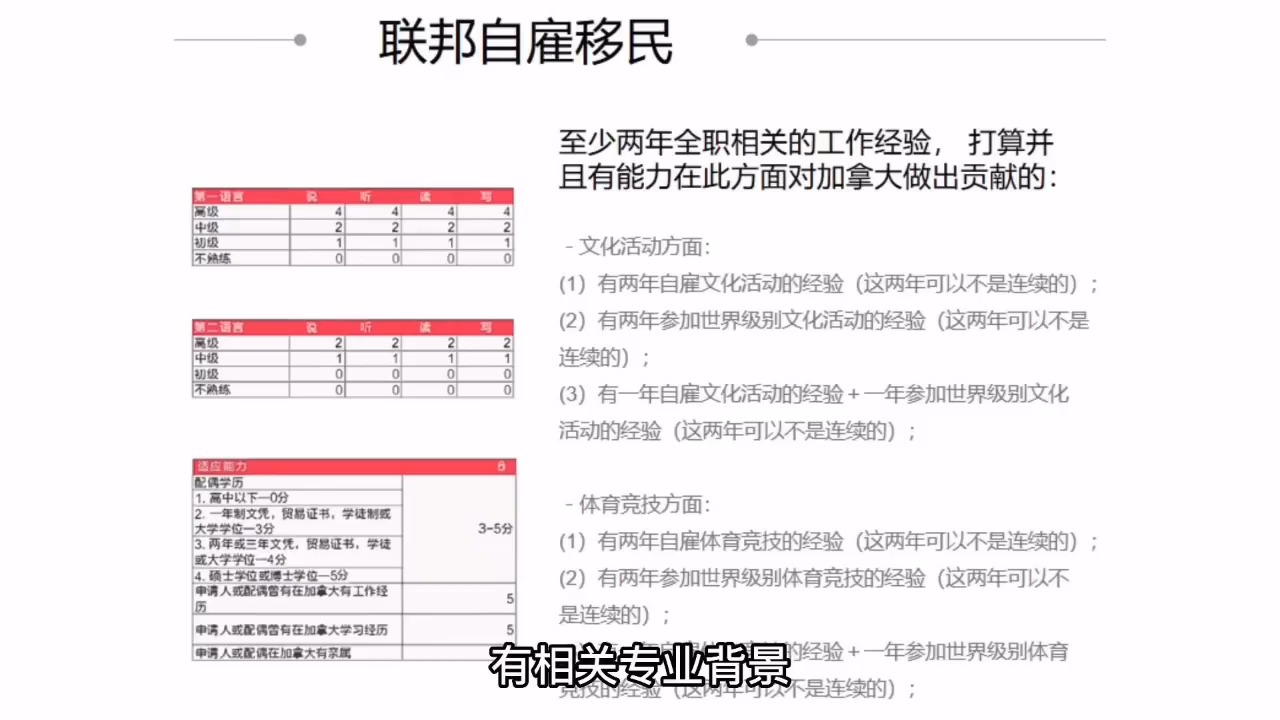 联邦自雇移民
至少两年全职相关的工作经验， 打算并
且有能力在此方面对加拿大做出贡献的：
第一语言 说 听 读 写
高级 4 4 4 4
中级 2 2 2 2
初级 1 1 1 1
不熟练 0 0 0 0
第二语言 说 听 读 写
高级 2 2 2 2
中级 1 1 1 1
初级 0 0 0 0
不熟练 0 0 0 0
适应能力 6
配偶学历
1. 高中以下—0分
2. 一年制文凭，贸易证书，学徒制或
大学学位—3分
3. 两年或三年文凭，贸易证书，学徒
或大学学位—4分
4. 硕士学位或博士学位—5分
3-5分
申请人或配偶曾有在加拿大有工作经
历 5
申请人或配偶曾有在加拿大学习经历 5
申请人或配偶在加拿大有亲属
- 文化活动方面：
(1）有两年自雇文化活动的经验（这两年可以不是连续的）；
(2）有两年参加世界级别文化活动的经验（这两年可以不是
连续的）；
(3）有一年自雇文化活动的经验+一年参加世界级别文化
活动的经验（这两年可以不是连续的）；
- 体育竞技方面：
(1）有两年自雇体育竞技的经验（这两年可以不是连续的）；
(2）有两年参加世界级别体育竞技的经验（这两年可以不
是连续的）；
的经验+一年参加世界级别体育
竞技的经验（这两年可以不是连续的）；
有相关专业背景